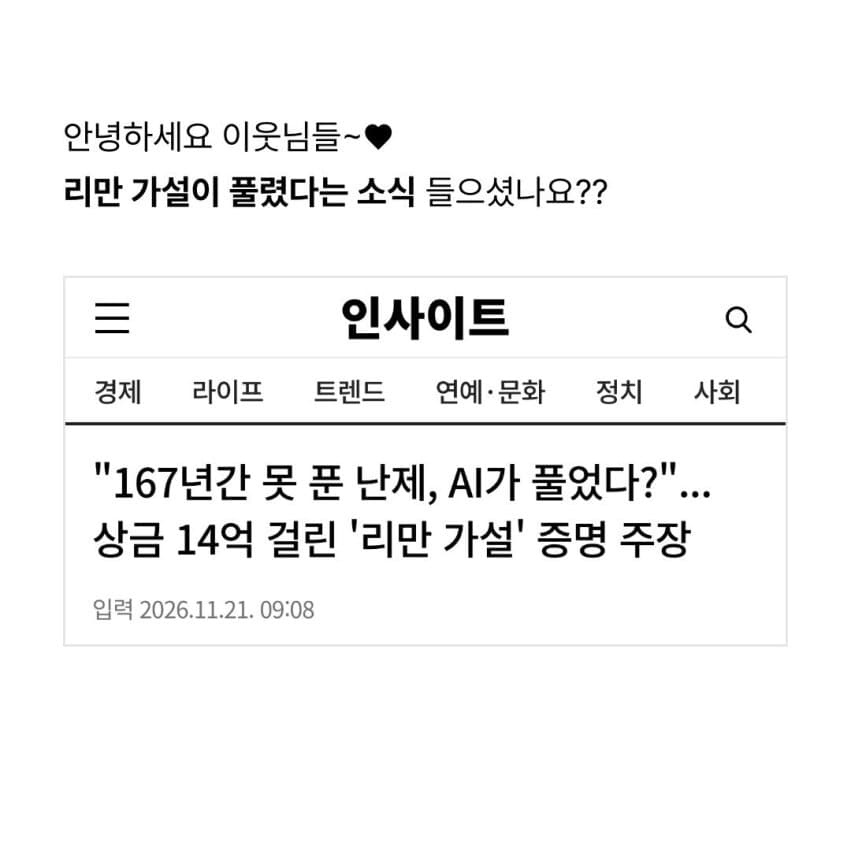 안녕하세요 이웃님들~♥
리만 가설이 풀렸다는 소식 들으셨나요??
인사이트
경제 라이프 트렌드 연예·문화 정치 사회
"167년간 못 푼 난제, AI가 풀었다?"...
상금 14억 걸린 '리만 가설' 증명 주장
입력 2026.11.21. 09:08